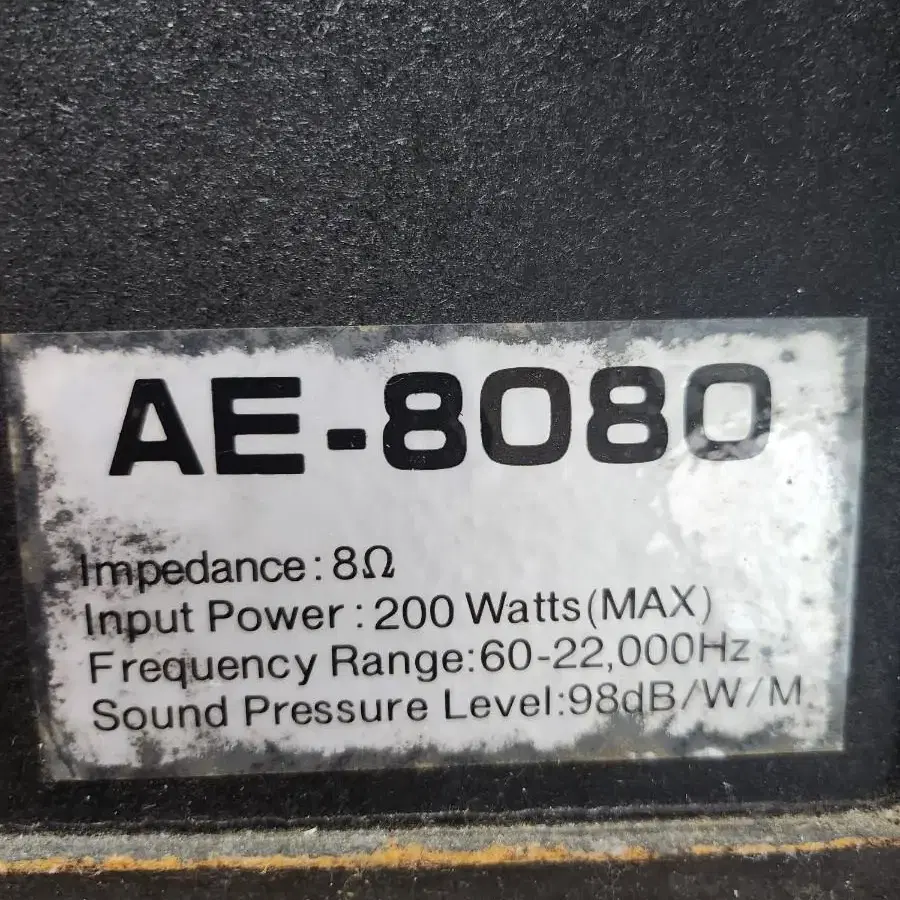 AE-8080
Impedance:8Ω
Input Power:200 Watts(MAX)
Frequency Range:60-22,000Hz
Sound Pressure Level:98dB/W/M